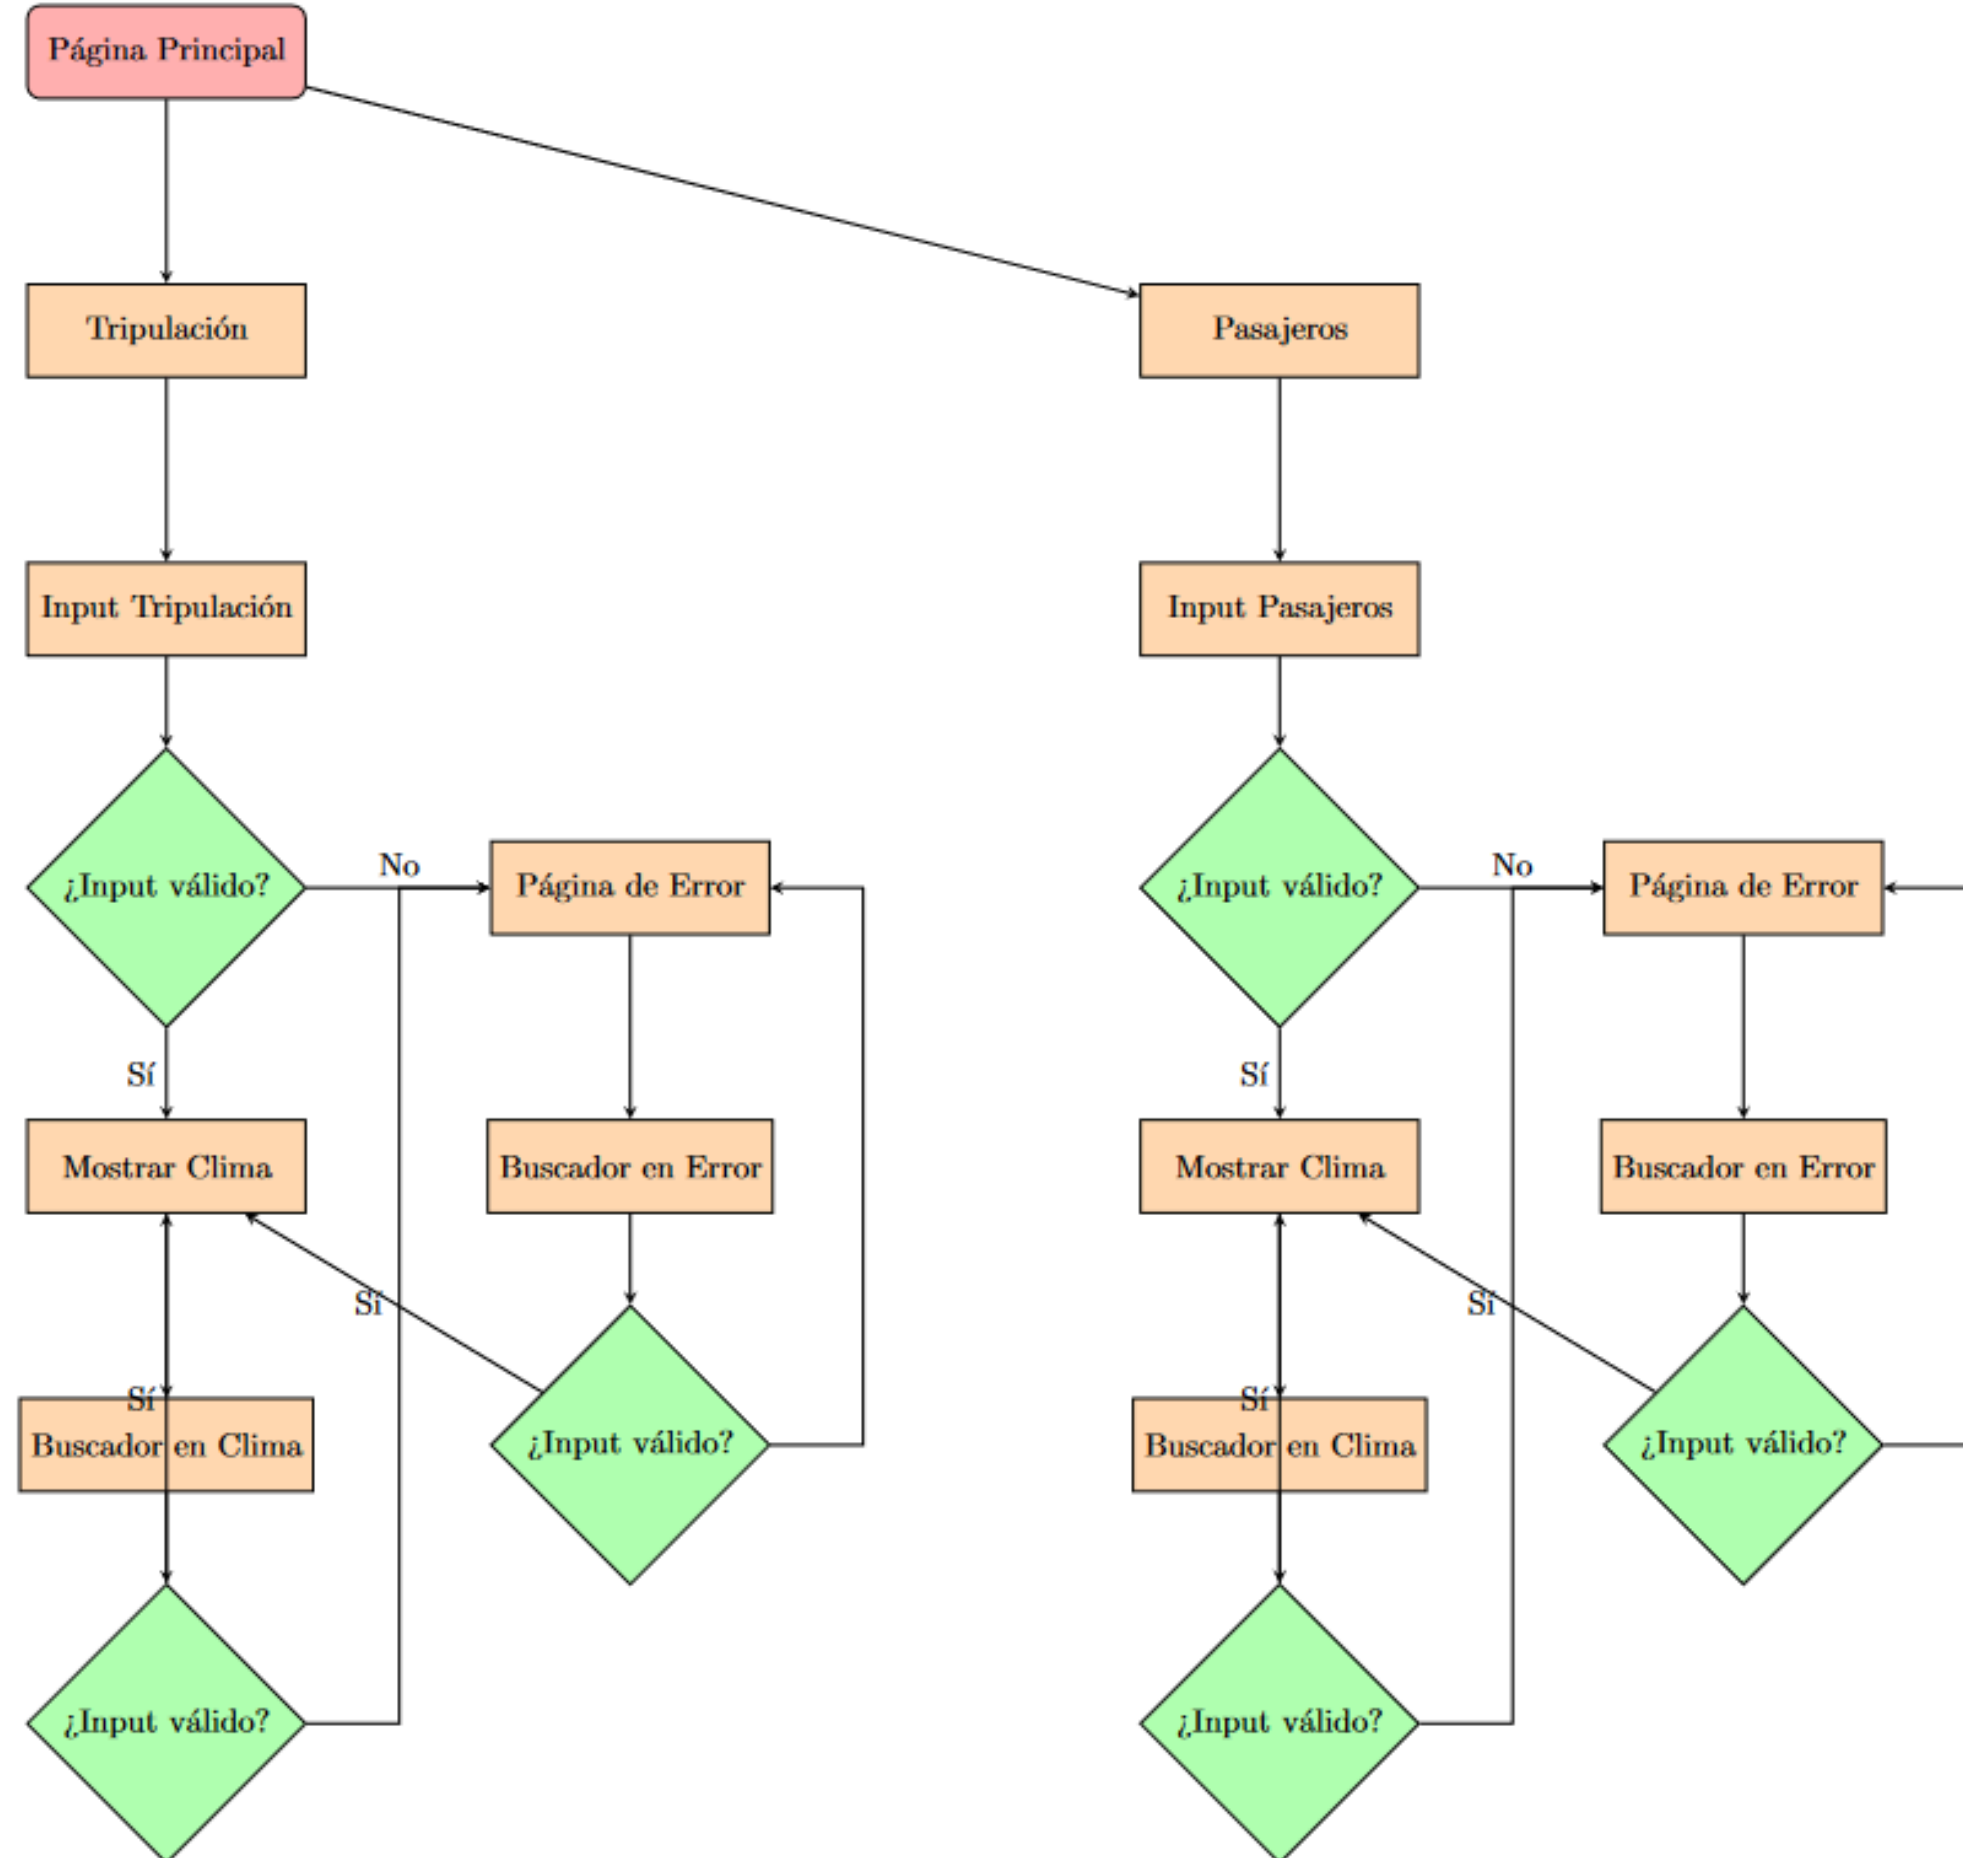 Página Principal
Tripulación
Pasajeros
Input Tripulación
Input Pasajeros
¿Input válido?
No
Página de Error
¿Input válido?
No
Página de Error
Sí
Sí
Mostrar Clima
Buscador en Error
Mostrar Clima
Buscador en Error
Sí
Sí
Sí
Buscador en Clima
¿Input válido?
Sí
Buscador en Clima
¿Input válido?
¿Input válido?
¿Input válido?